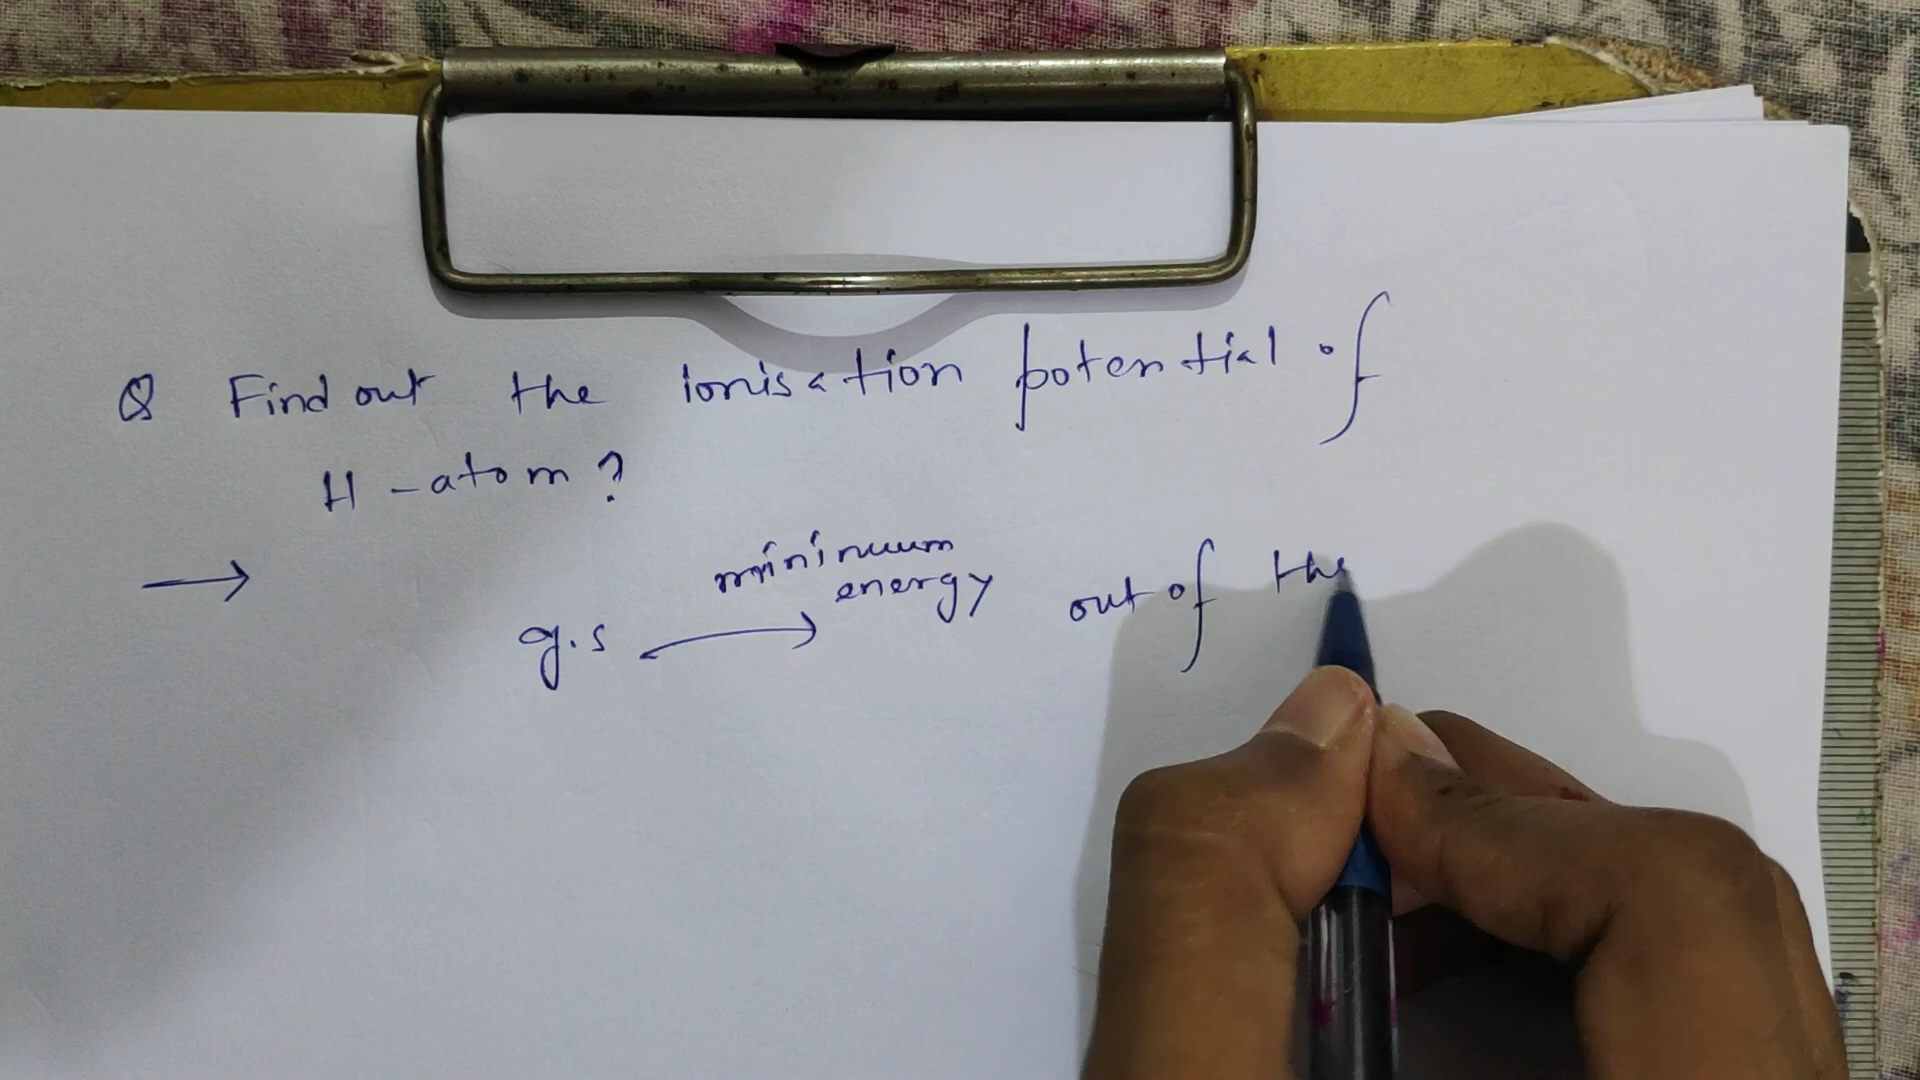 Q Find out the ionisation potential of
H-atom?
→ minimum
g.s → energy out of the